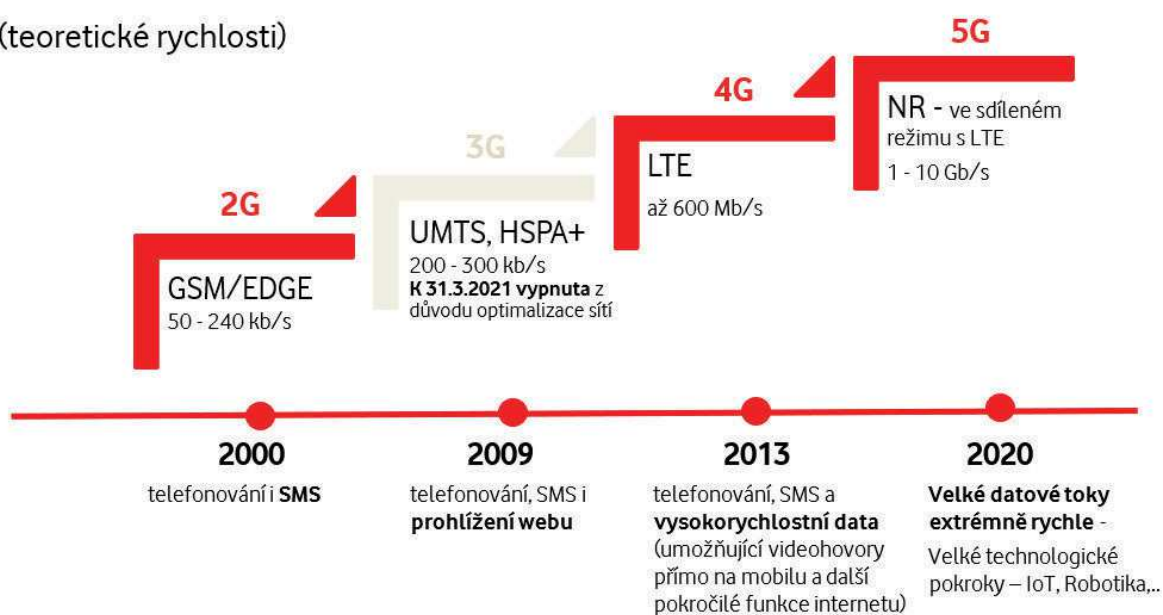 (teoretické rychlosti)
2G
GSM/EDGE
50 - 240 kb/s
3G
UMTS, HSPA+
200 - 300 kb/s
K 31.3.2021 vypnuta z
důvodu optimalizace sítí
4G
LTE
až 600 Mb/s
5G
NR - ve sdíleném
režimu s LTE
1 - 10 Gb/s
2000
telefonování i SMS
2009
telefonování, SMS i
prohlížení webu
2013
telefonování, SMS a
vysokorychlostní data
(umožňující videohovory
přímo na mobilu a další
pokročilé funkce internetu)
2020
Velké datové toky
extrémně rychle -
Velké technologické
pokroky – IoT, Robotika,..